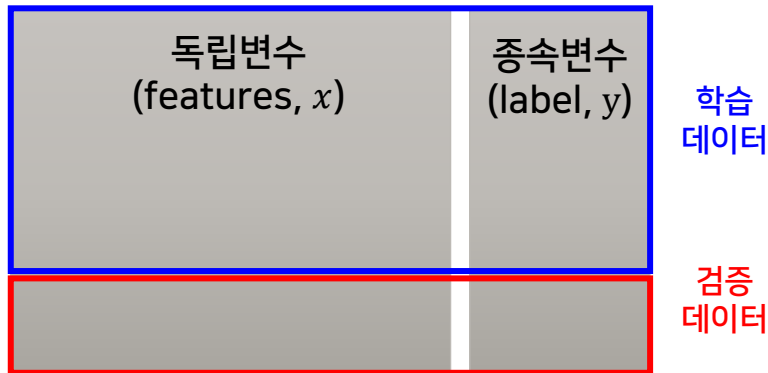 독립변수
(features, x)
종속변수
(label, y)
학습
데이터
검증
데이터